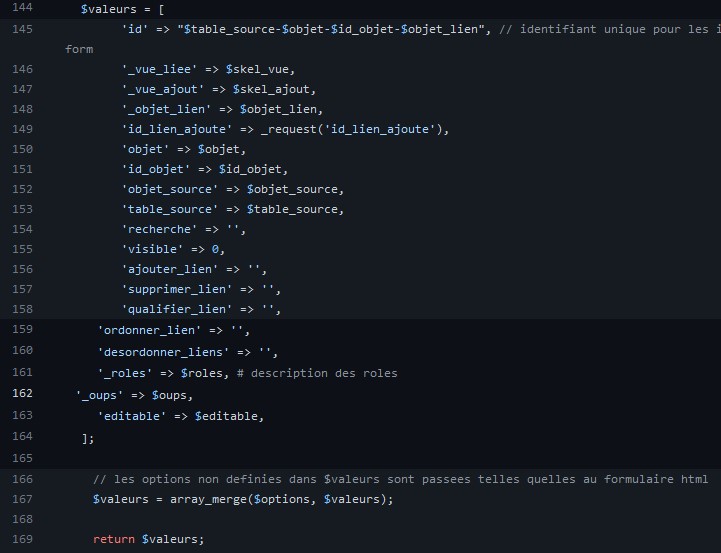 144 $valeurs = [
145 'id' => "$table_source-$objet-$id_objet-$objet_lien", // identifiant unique pour les
form
146 '_vue_liee' => $skel_vue,
147 '_vue_ajout' => $skel_ajout,
148 '_objet_lien' => $objet_lien,
149 'id_lien_ajoute' => _request('id_lien_ajoute'),
150 'objet' => $objet,
151 'id_objet' => $id_objet,
152 'objet_source' => $objet_source,
153 'table_source' => $table_source,
154 'recherche' => '',
155 'visible' => 0,
156 'ajouter_lien' => '',
157 'supprimer_lien' => '',
158 'qualifier_lien' => '',
159 'ordonner_lien' => '',
160 'desordonner_liens' => '',
161 '_roles' => $roles, # description des roles
162 '_oups' => $oups,
163 'editable' => $editable,
164 ];
165
166 // les options non definies dans $valeurs sont passees telles quelles au formulaire html
167 $valeurs = array_merge($options, $valeurs);
168
169 return $valeurs;